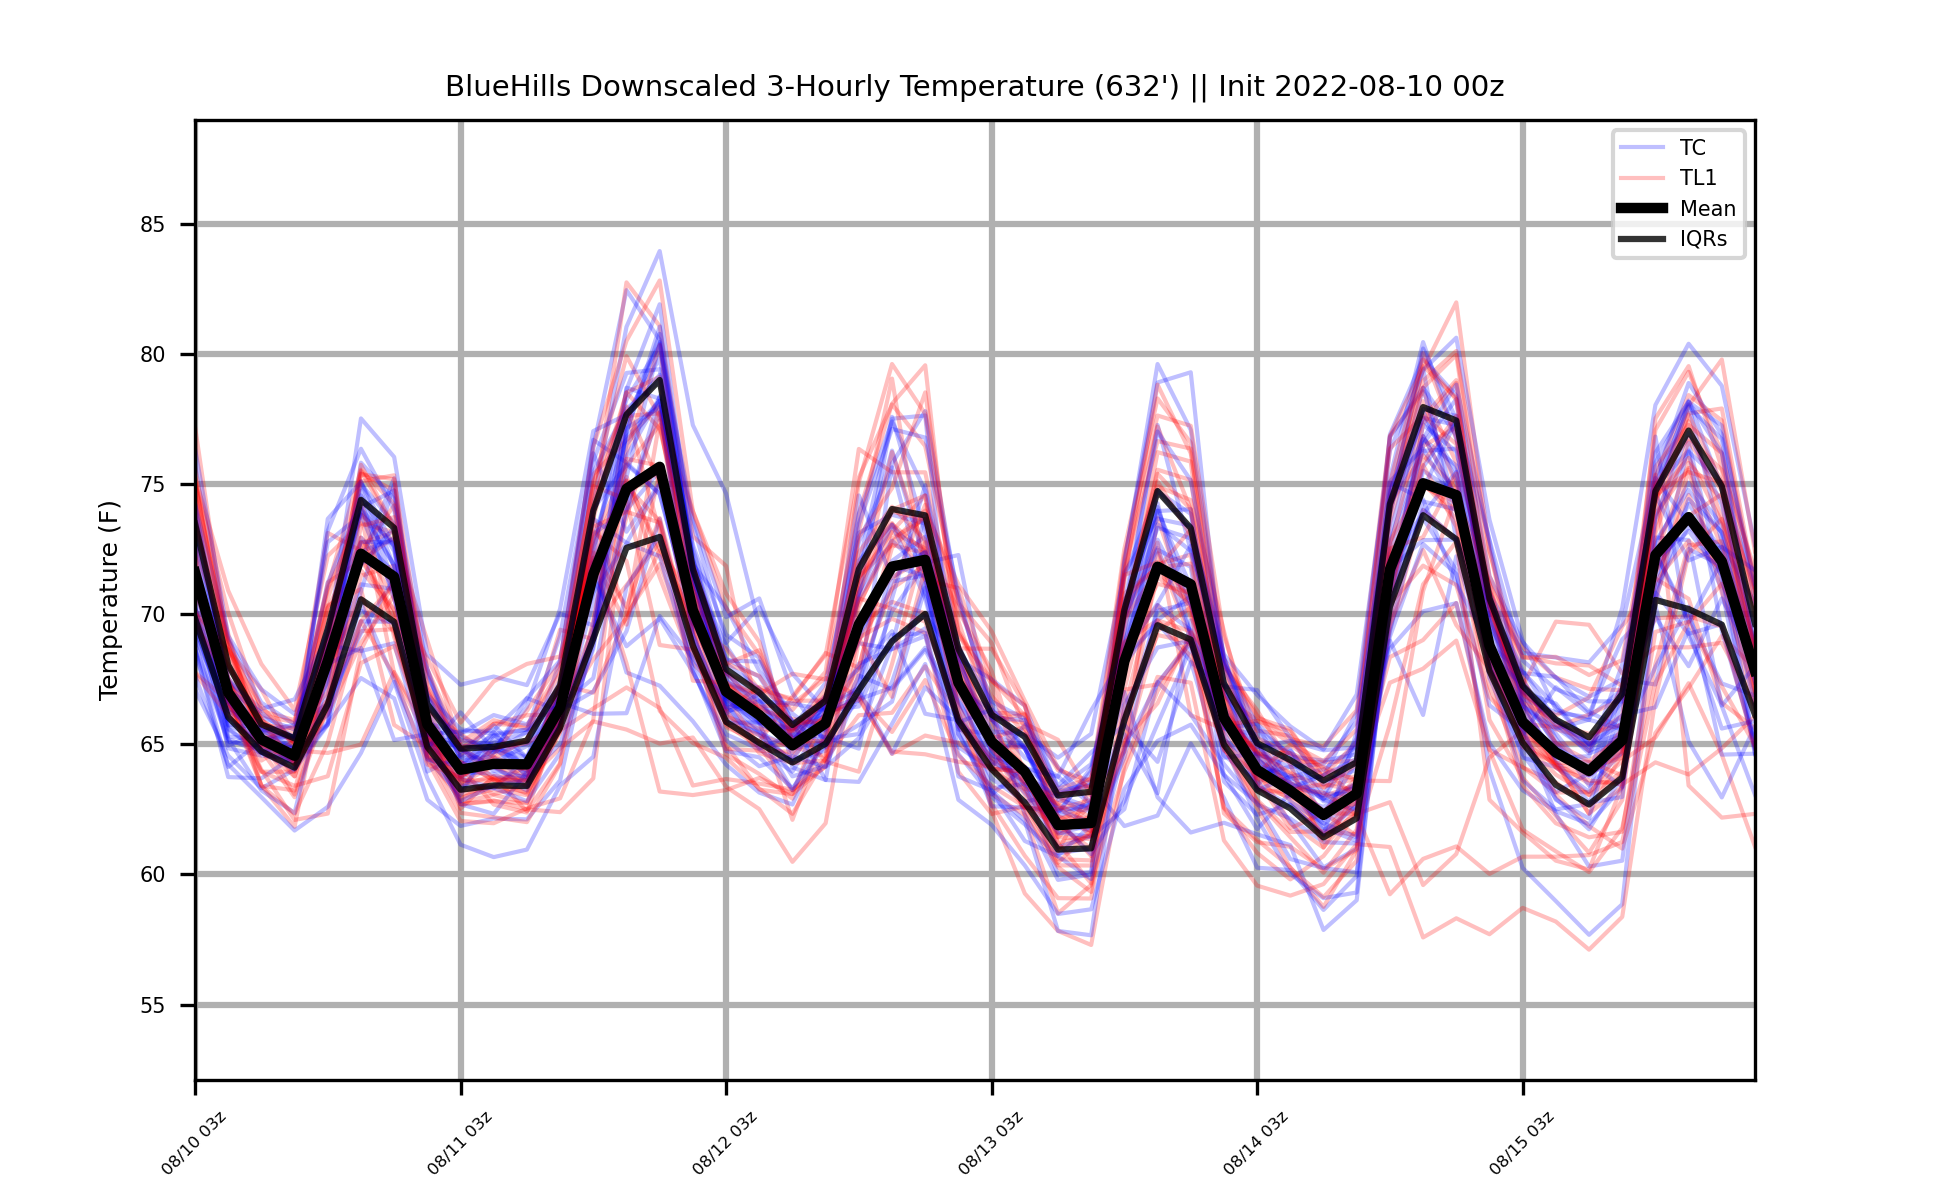 BlueHills Downscaled 3-Hourly Temperature (632') || Init 2022-08-10 00z
TC
TL1
Mean
IQRs
Temperature (F)
85
80
75
70
65
60
55
08/10 03z
08/11 03z
08/12 03z
08/13 03z
08/14 03z
08/15 03z